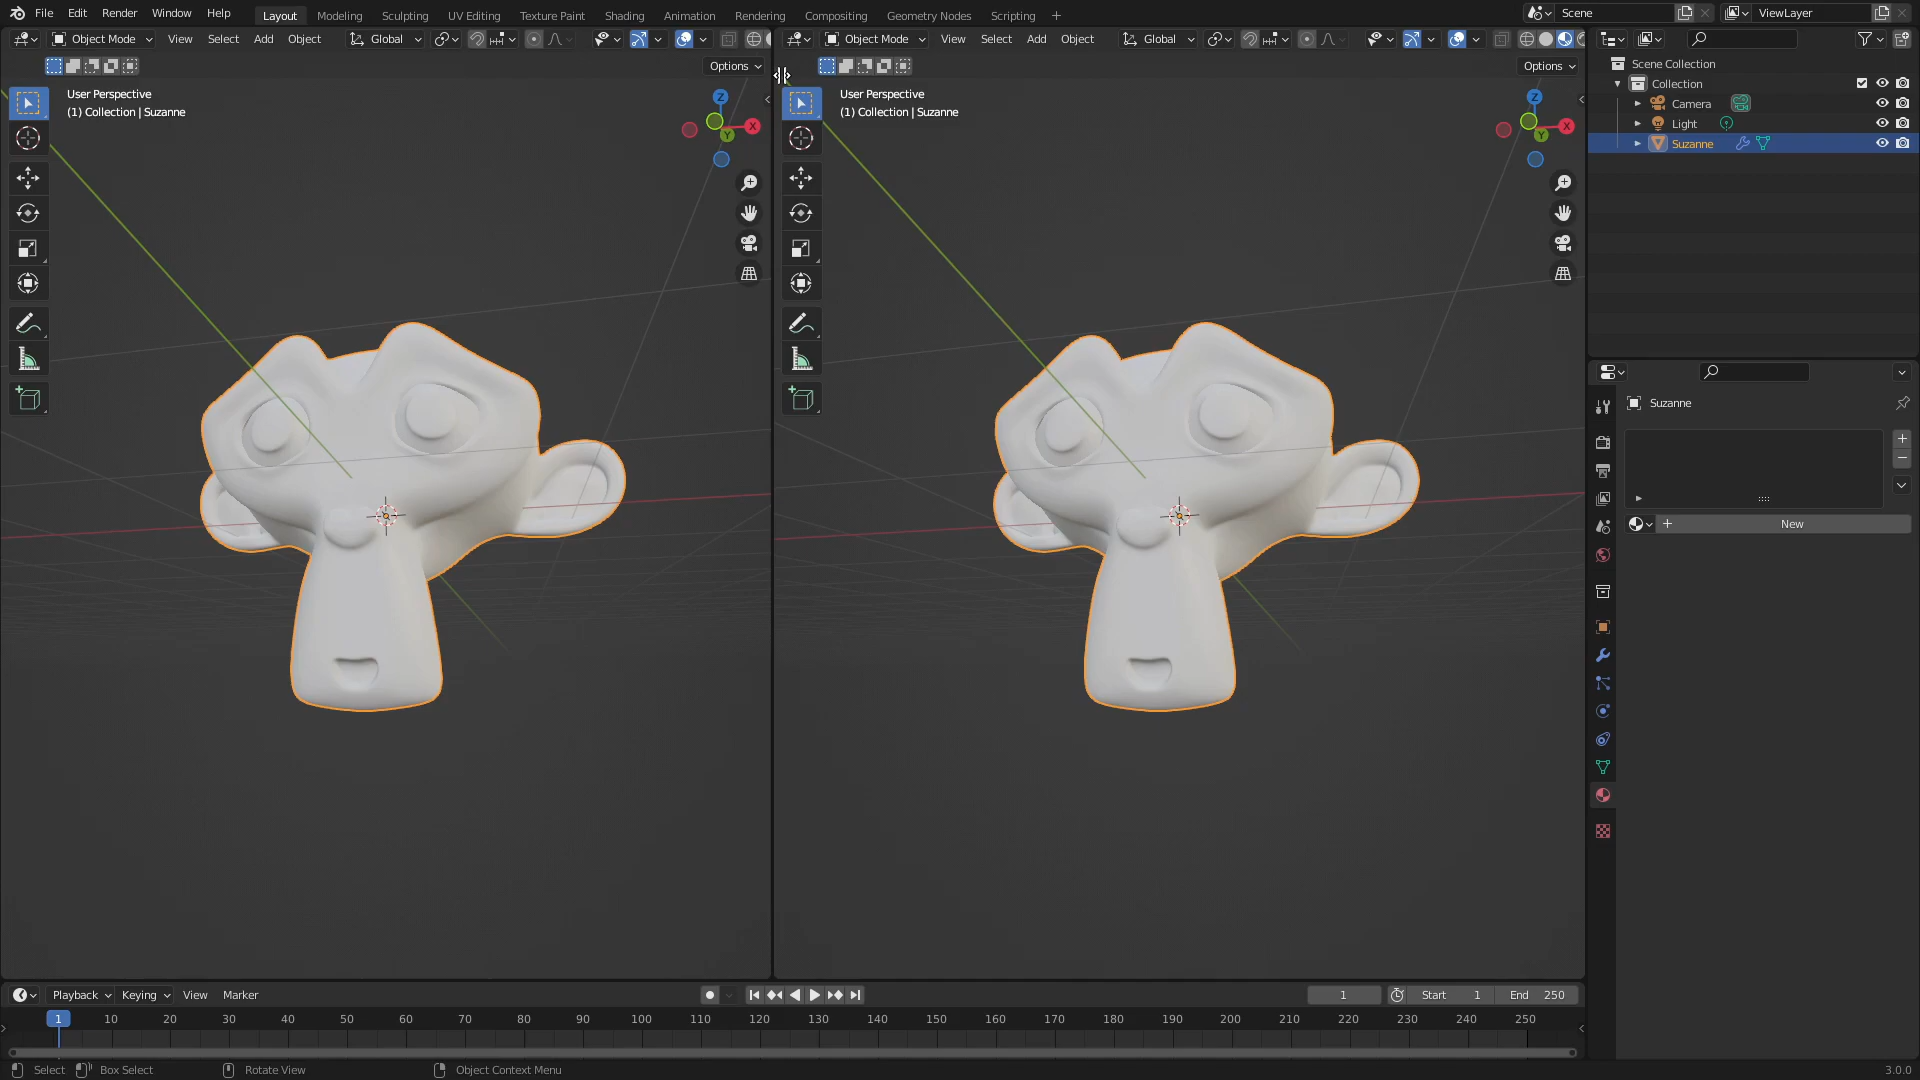 File Edit Render Window Help Layout Modeling Sculpting UV Editing Texture Paint Shading Animation Rendering Compositing Geometry Nodes Scripting + Scene ViewLayer
Object Mode View Select Add Object Global
Object Mode View Select Add Object Global
Options
Options
User Perspective
(1) Collection | Suzanne
Z
X
Y
User Perspective
(1) Collection | Suzanne
Z
X
Y
Scene Collection
Collection
Camera
Light
Suzanne
Suzanne
New
Playback Keying View Marker 1 Start 1 End 250
1 10 20 30 40 50 60 70 80 90 100 110 120 130 140 150 160 170 180 190 200 210 220 230 240 250
Select Box Select Rotate View Object Context Menu 3.0.0